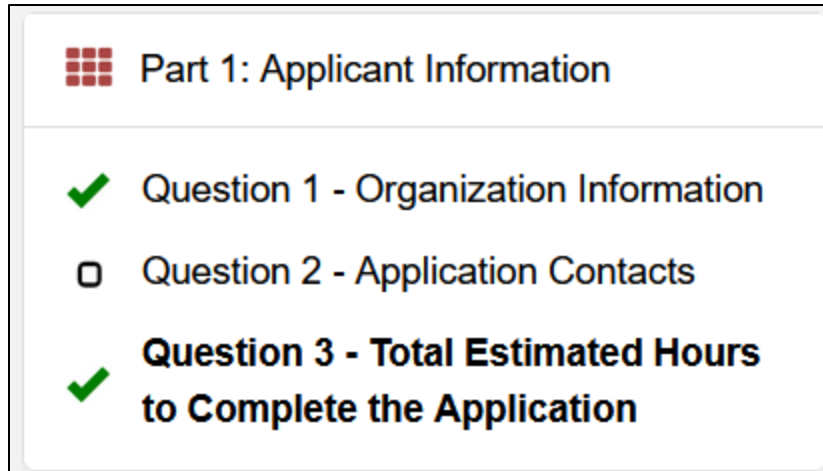 Part 1: Applicant Information
Question 1 - Organization Information
Question 2 - Application Contacts
Question 3 - Total Estimated Hours
to Complete the Application